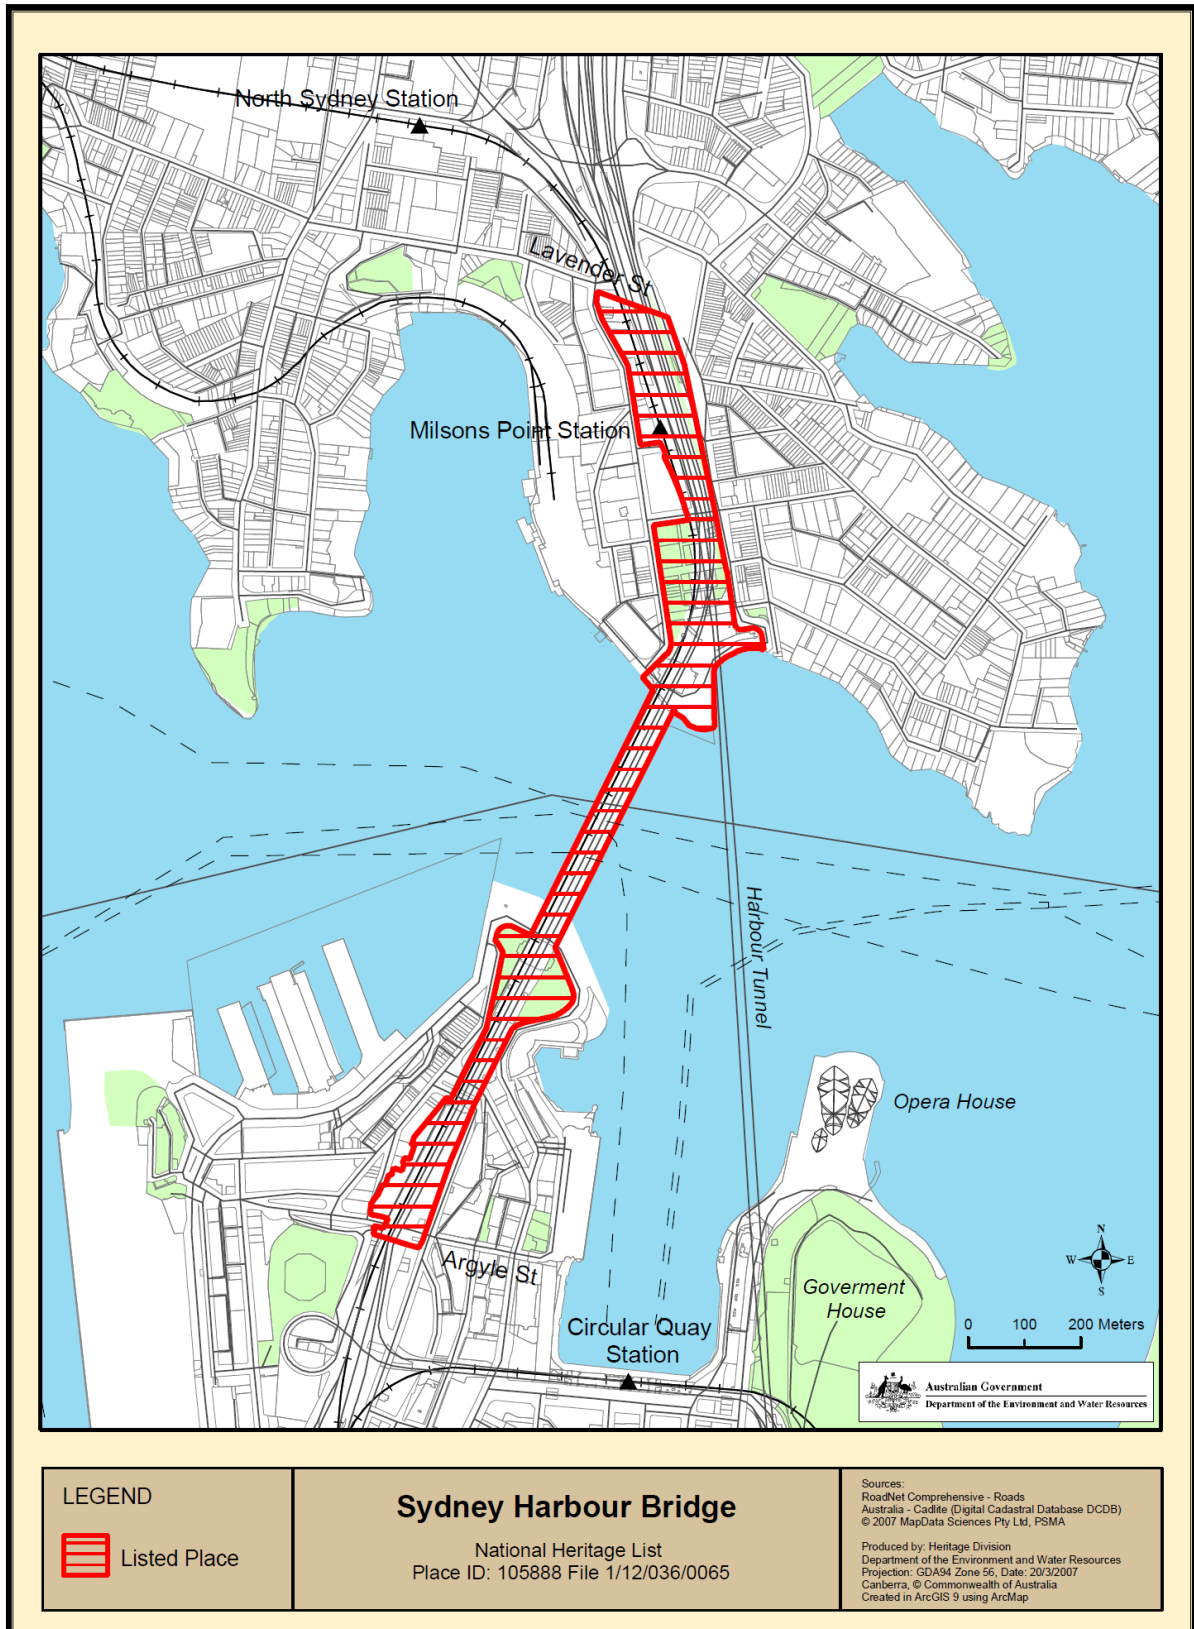 North Sydney Station
Lavender St
Milsons Point Station
Harbour Tunnel
Opera House
Argyle St
Goverment
House
Circular Quay
Station
N
W
E
S
0 100 200 Meters
Australian Government
Department of the Environment and Water Resources
LEGEND
Listed Place
Sydney Harbour Bridge
National Heritage List
Place ID: 105888 File 1/12/036/0065
Sources:
RoadNet Comprehensive - Roads
Australia - Cadlite (Digital Cadastral Database DCDB)
© 2007 MapData Sciences Pty Ltd, PSMA
Produced by: Heritage Division
Department of the Environment and Water Resources
Projection: GDA94 Zone 56, Date: 20/3/2007
Canberra, © Commonwealth of Australia
Created in ArcGIS 9 using ArcMap